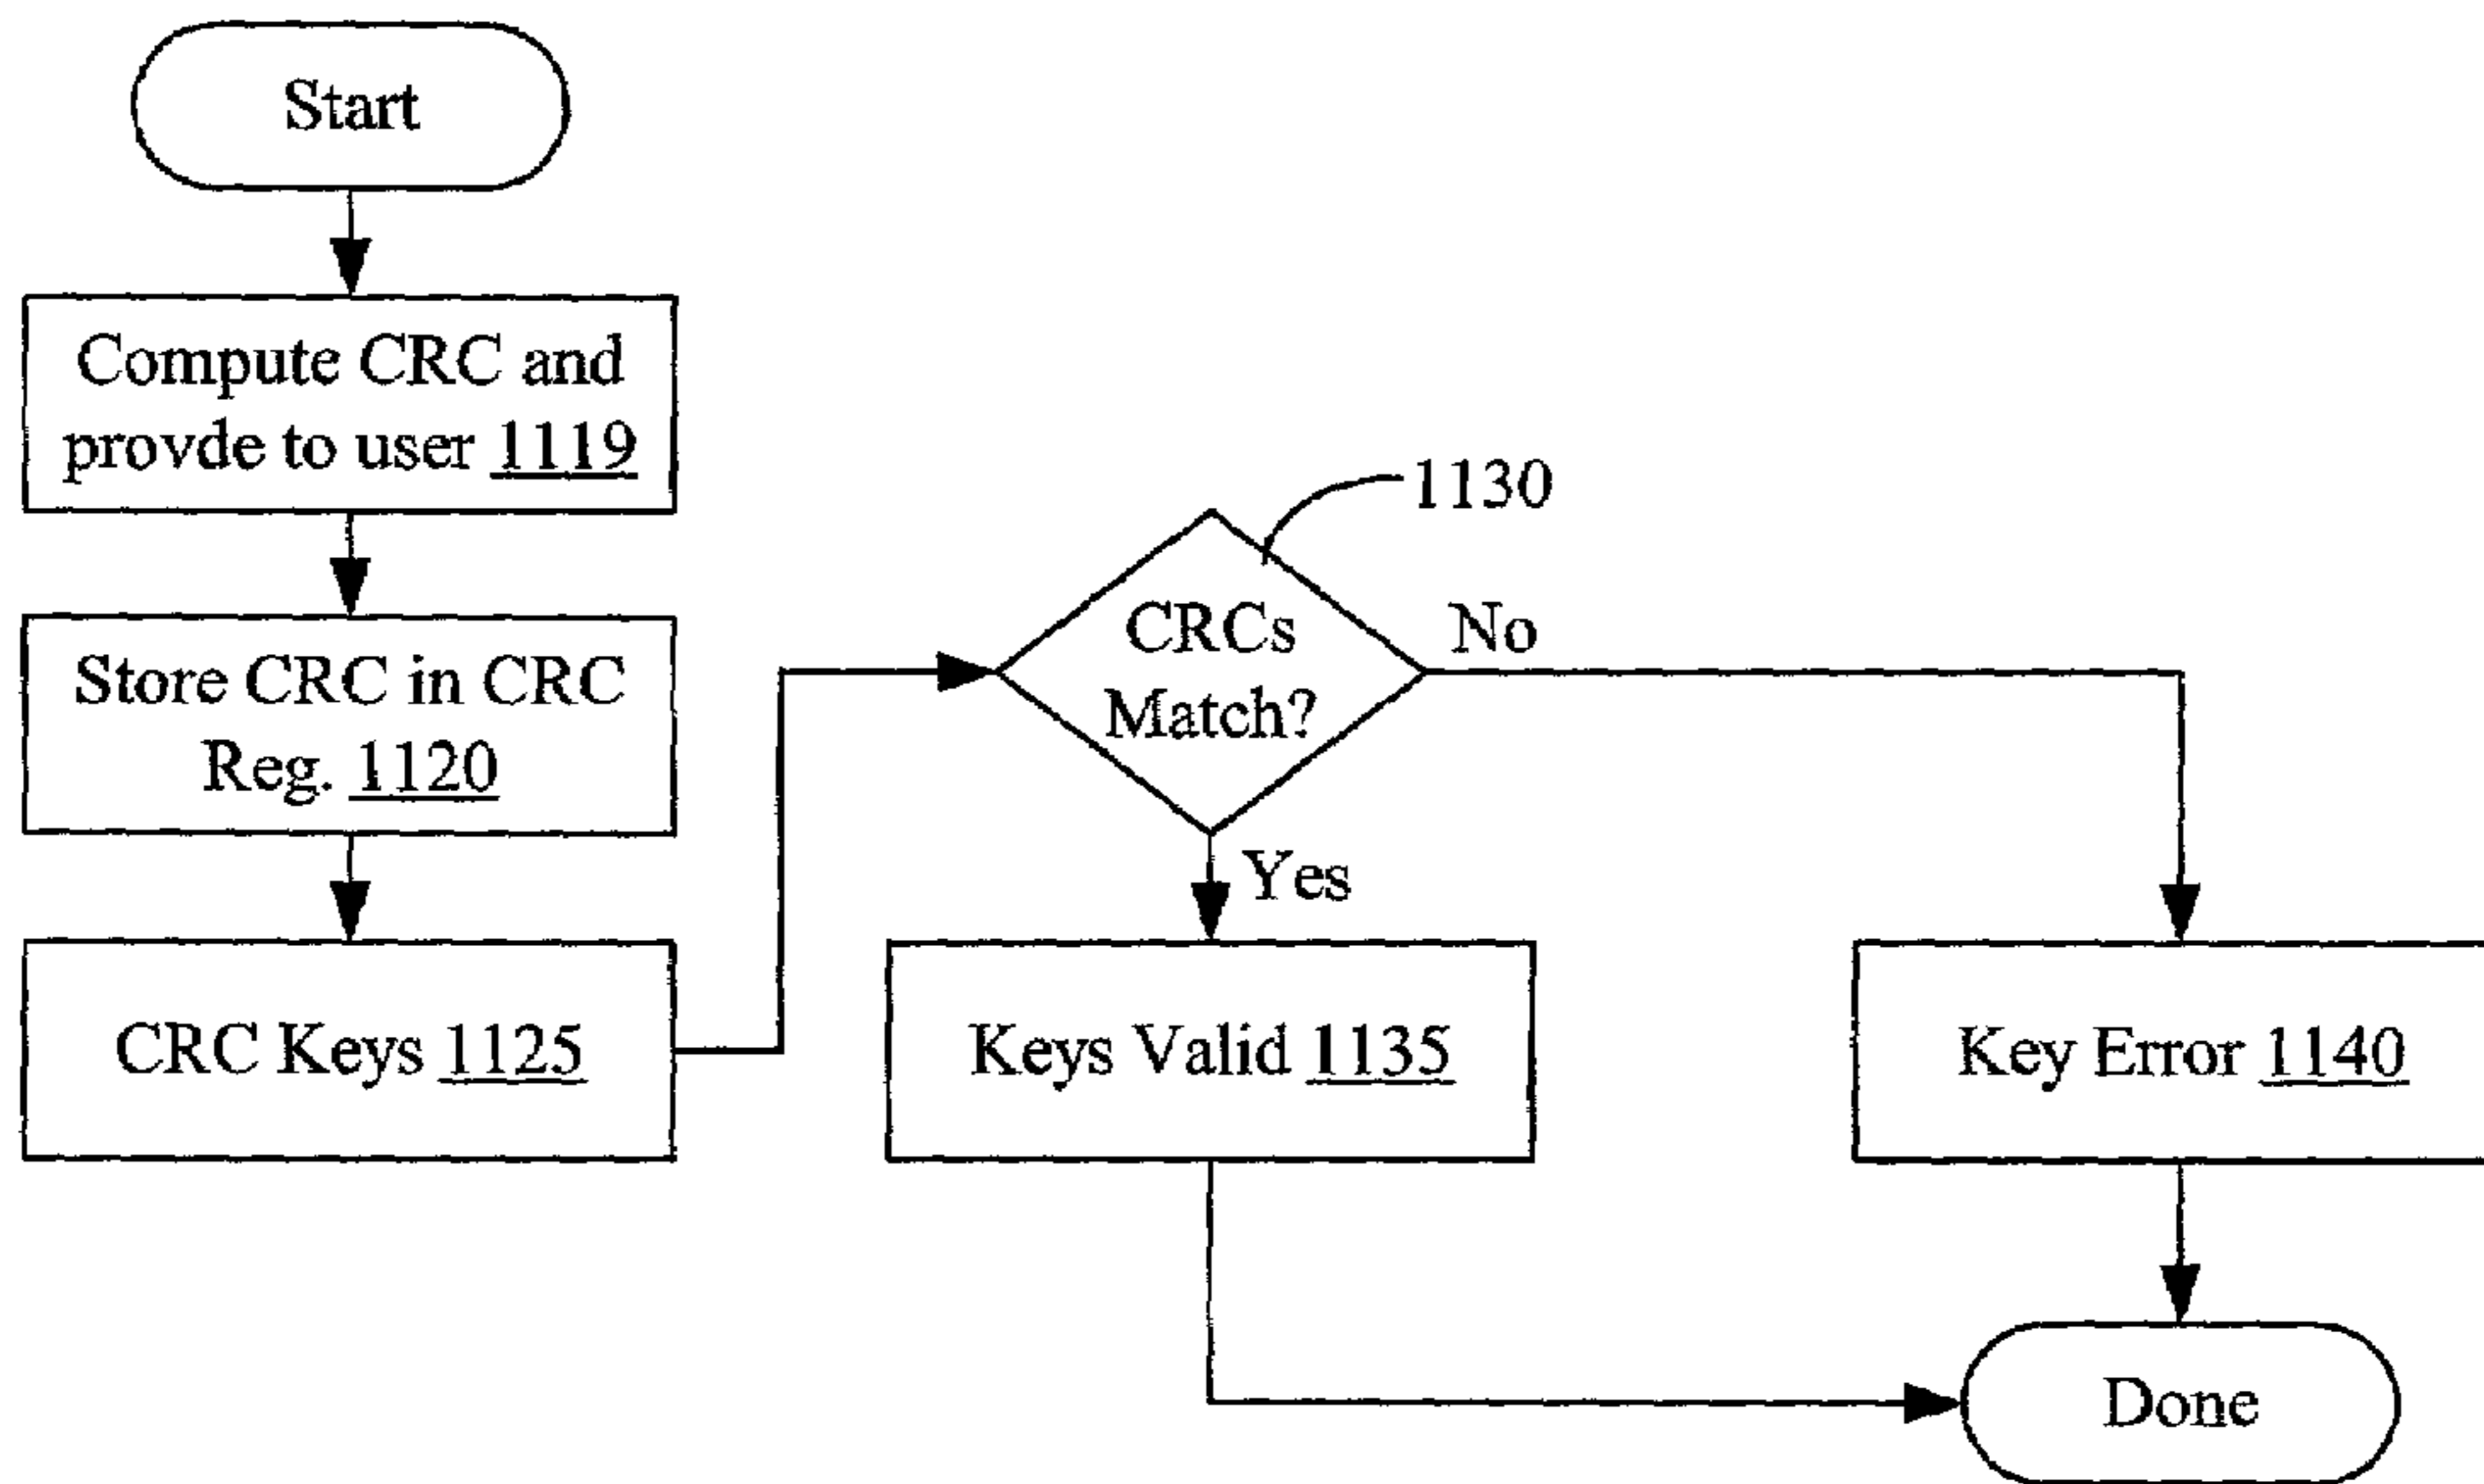 Start
Compute CRC and
provde to user 1119
Store CRC in CRC
Reg. 1120
CRC Keys 1125
1130
CRCs
Match?
No
Yes
Keys Valid 1135
Key Error 1140
Done